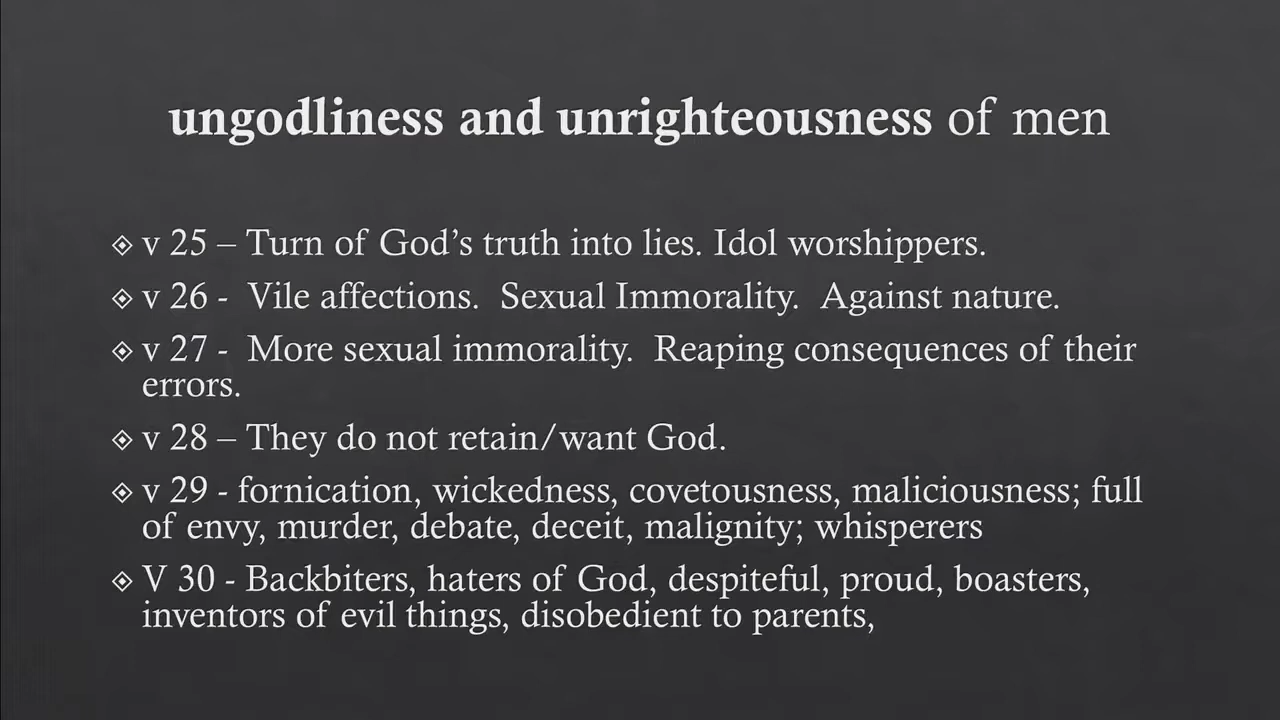 ungodliness and unrighteousness of men
v 25 – Turn of God’s truth into lies. Idol worshippers.
v 26 -  Vile affections.  Sexual Immorality.  Against nature.
v 27 -  More sexual immorality.  Reaping consequences of their
errors.
v 28 – They do not retain/want God.
v 29 - fornication, wickedness, covetousness, maliciousness; full
of envy, murder, debate, deceit, malignity; whisperers
V 30 - Backbiters, haters of God, despiteful, proud, boasters,
inventors of evil things, disobedient to parents,